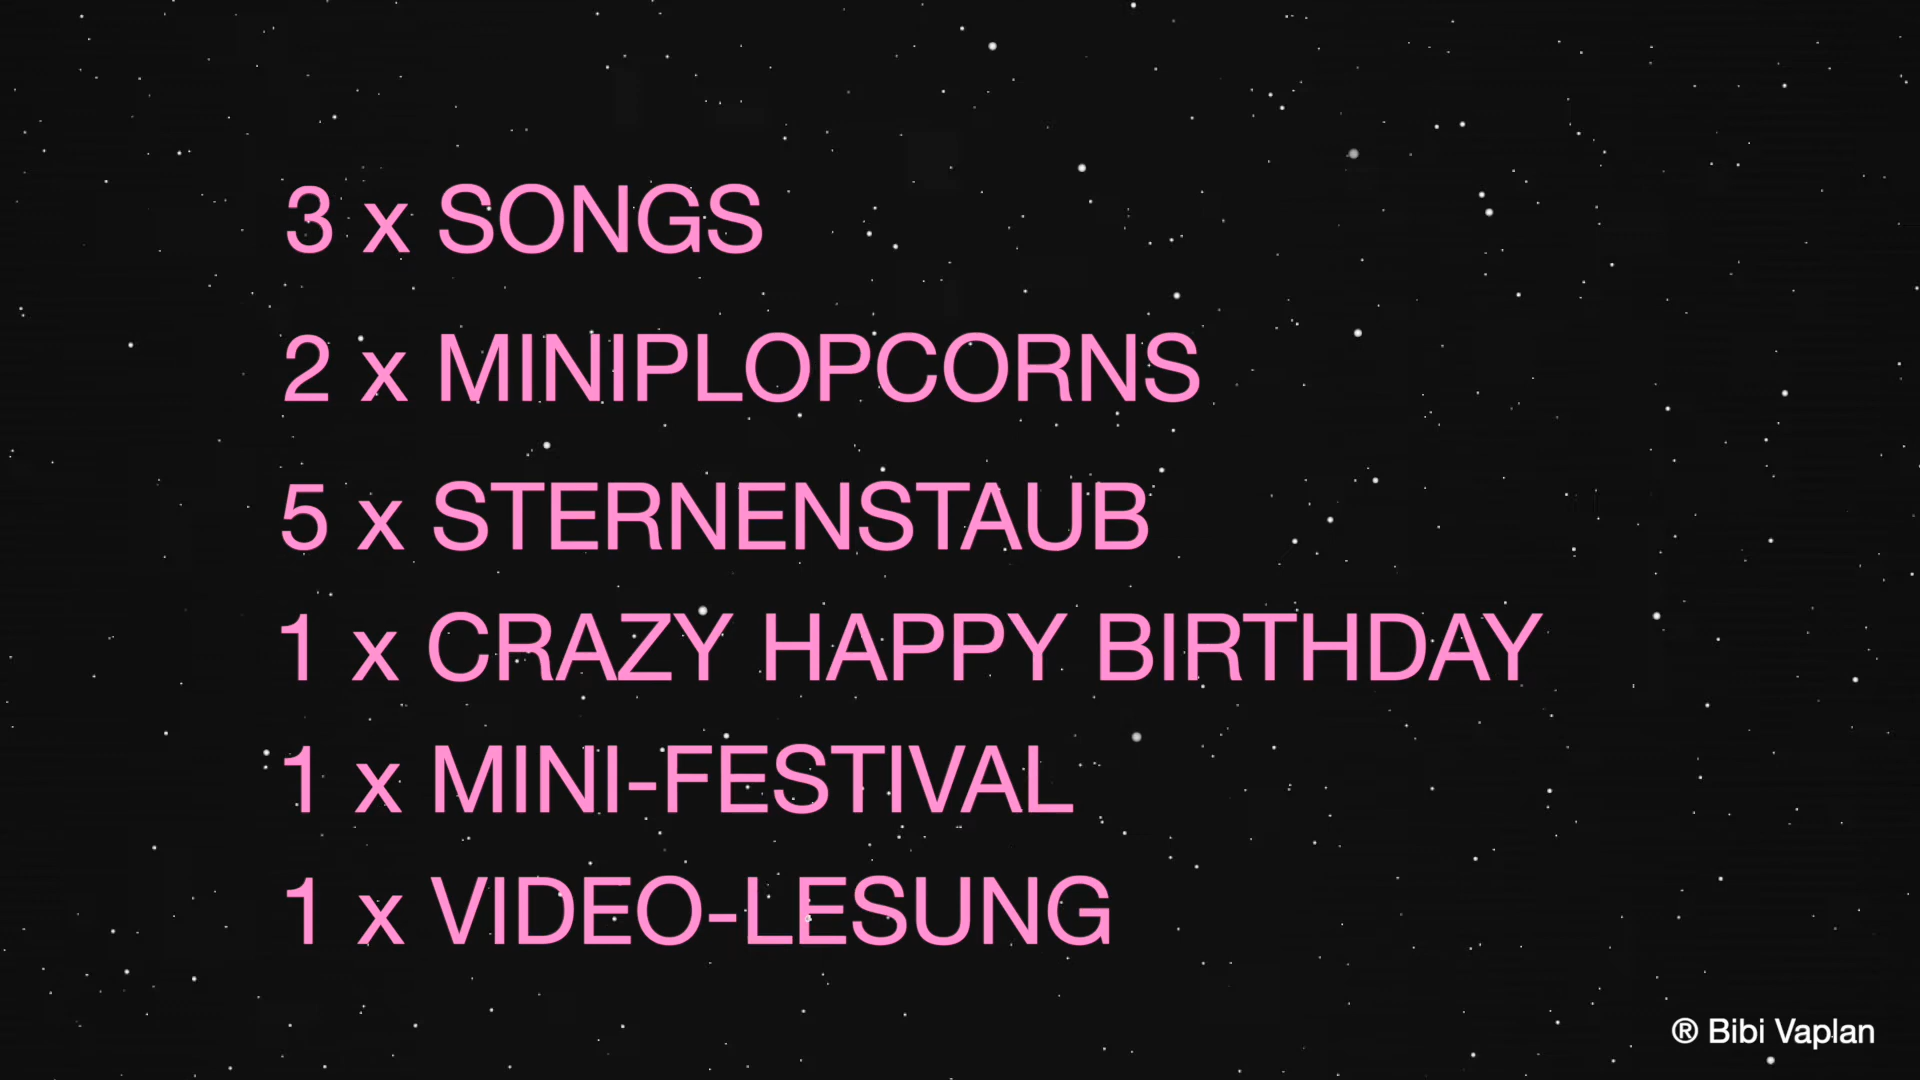 3 x SONGS
2 x MINIPLOPCORNS
5 x STERNENSTAUB
1 x CRAZY HAPPY BIRTHDAY
1 x MINI-FESTIVAL
1 x VIDEO-LESUNG
® Bibi Vaplan